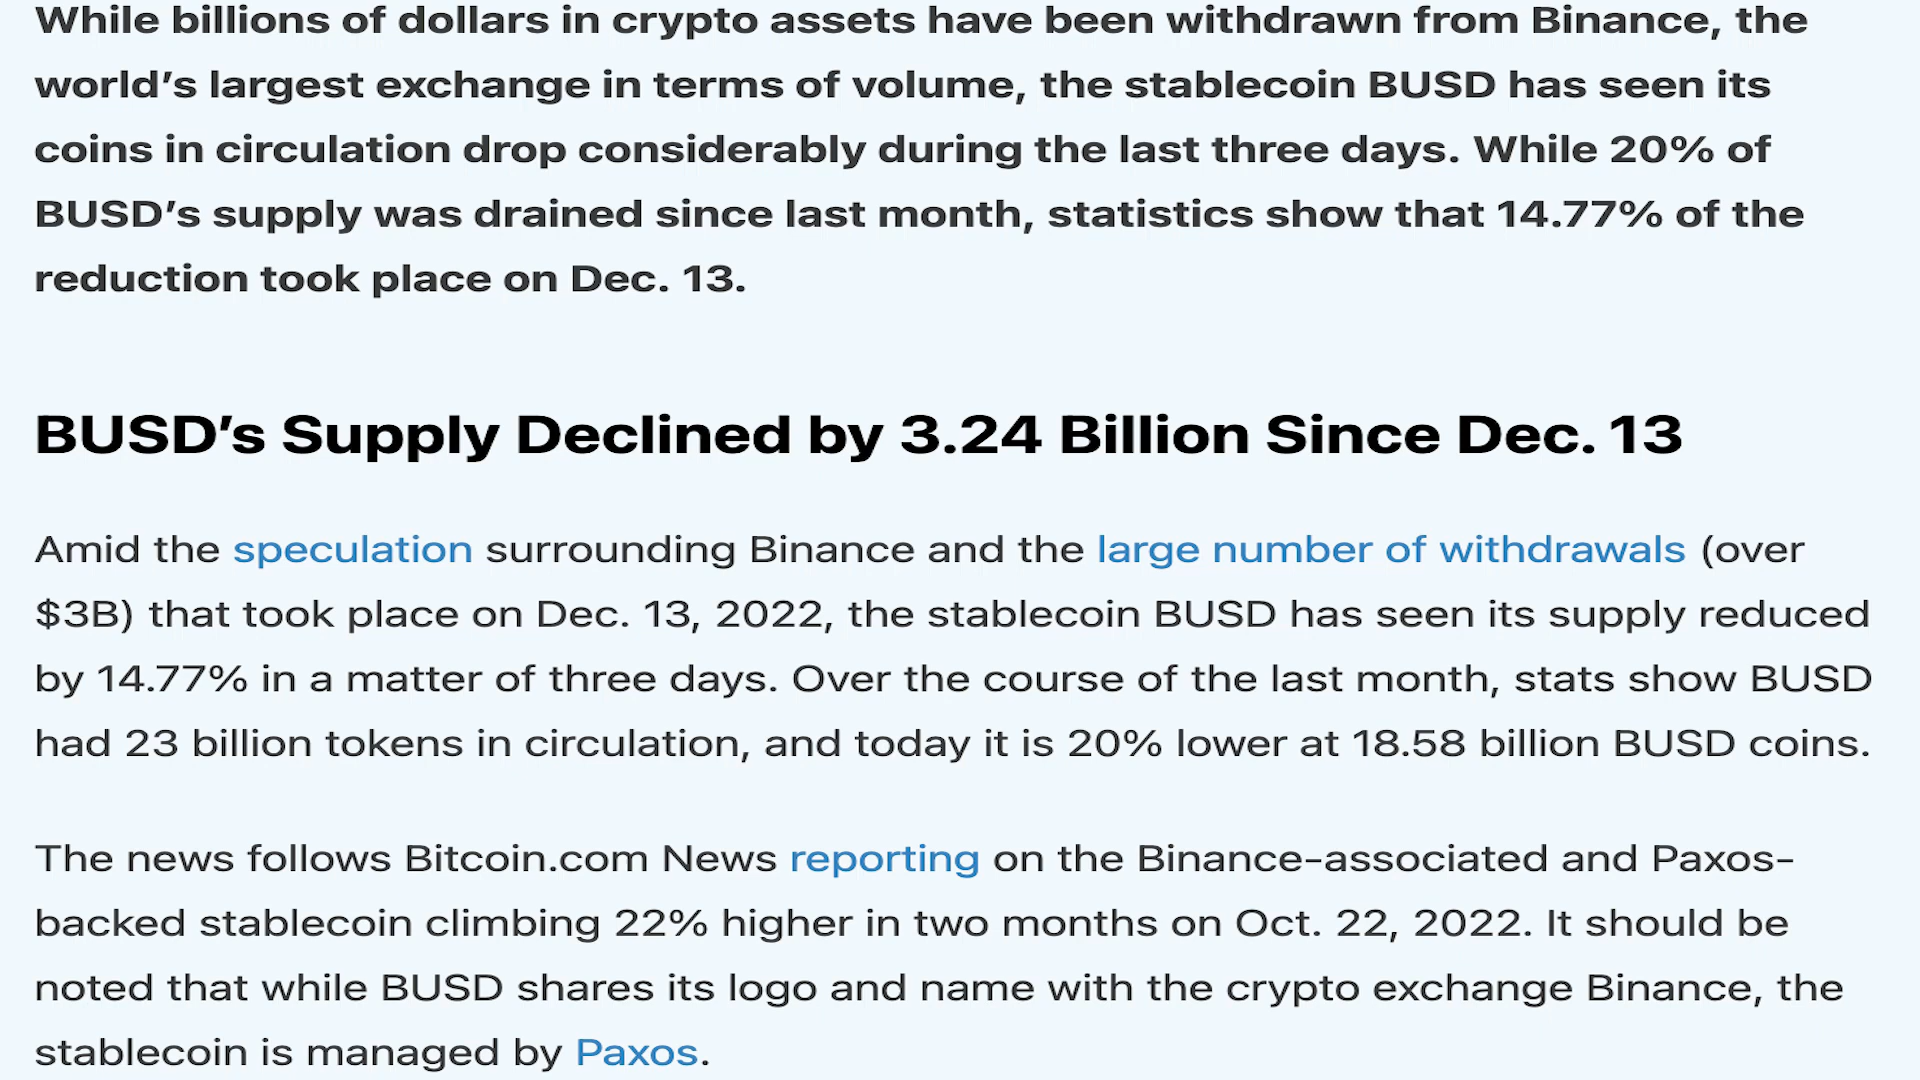 While billions of dollars in crypto assets have been withdrawn from Binance, the
world’s largest exchange in terms of volume, the stablecoin BUSD has seen its
coins in circulation drop considerably during the last three days. While 20% of
BUSD’s supply was drained since last month, statistics show that 14.77% of the
reduction took place on Dec. 13.
BUSD’s Supply Declined by 3.24 Billion Since Dec. 13
Amid the speculation surrounding Binance and the large number of withdrawals (over
$3B) that took place on Dec. 13, 2022, the stablecoin BUSD has seen its supply reduced
by 14.77% in a matter of three days. Over the course of the last month, stats show BUSD
had 23 billion tokens in circulation, and today it is 20% lower at 18.58 billion BUSD coins.
The news follows Bitcoin.com News reporting on the Binance-associated and Paxos-
backed stablecoin climbing 22% higher in two months on Oct. 22, 2022. It should be
noted that while BUSD shares its logo and name with the crypto exchange Binance, the
stablecoin is managed by Paxos.